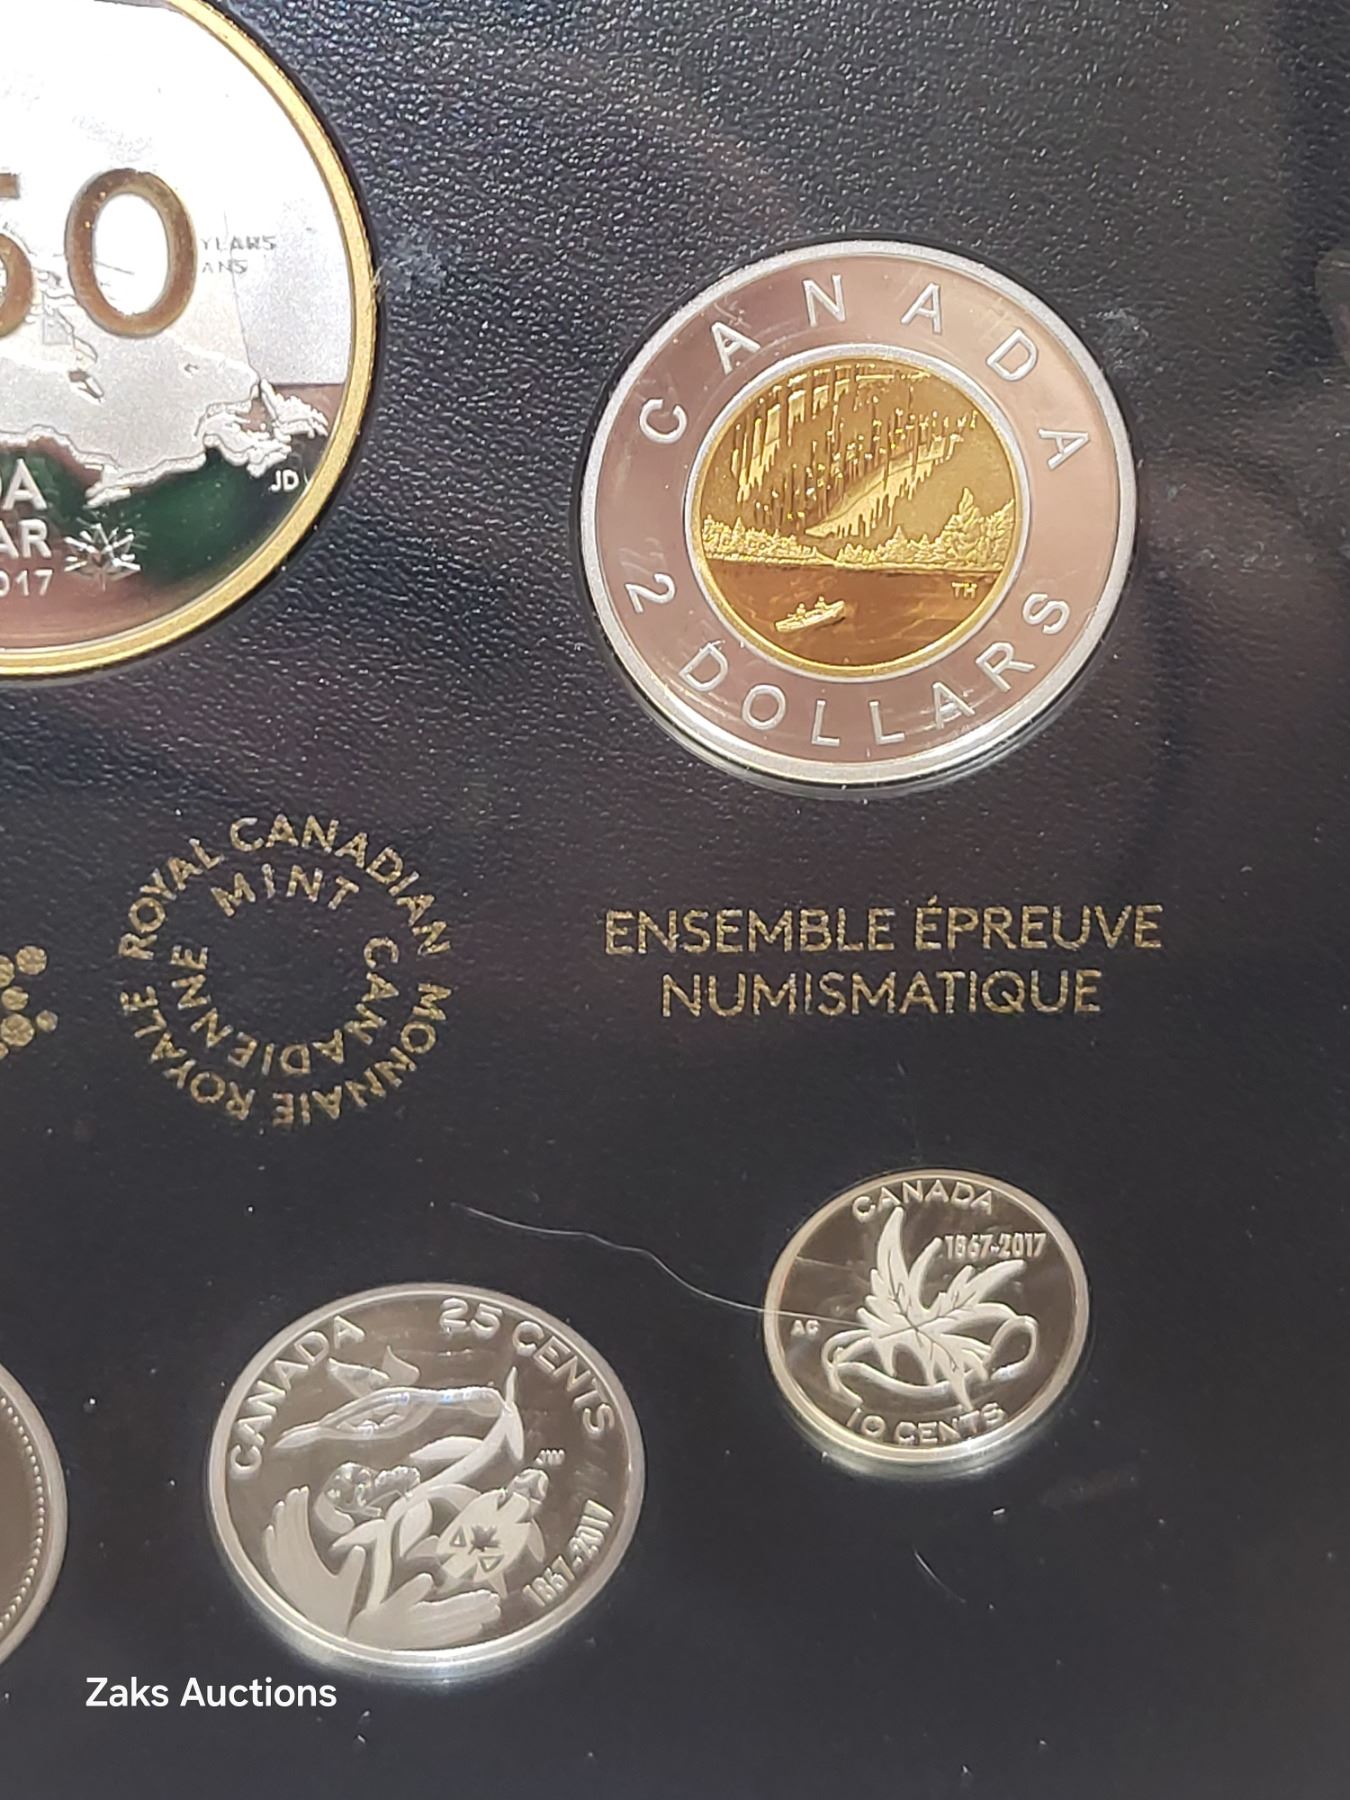 50
YEARS
ANS
JD
DA
AR
2017
CANADA
2 DOLLARS
TH
ROYAL CANADIAN
MINT
MONNAIE ROYALE
CANADIENNE
ENSEMBLE ÉPREUVE
NUMISMATIQUE
CANADA
1867-2017
AG
10 CENTS
CANADA
25 CENTS
JW
1867-2017
Zaks Auctions